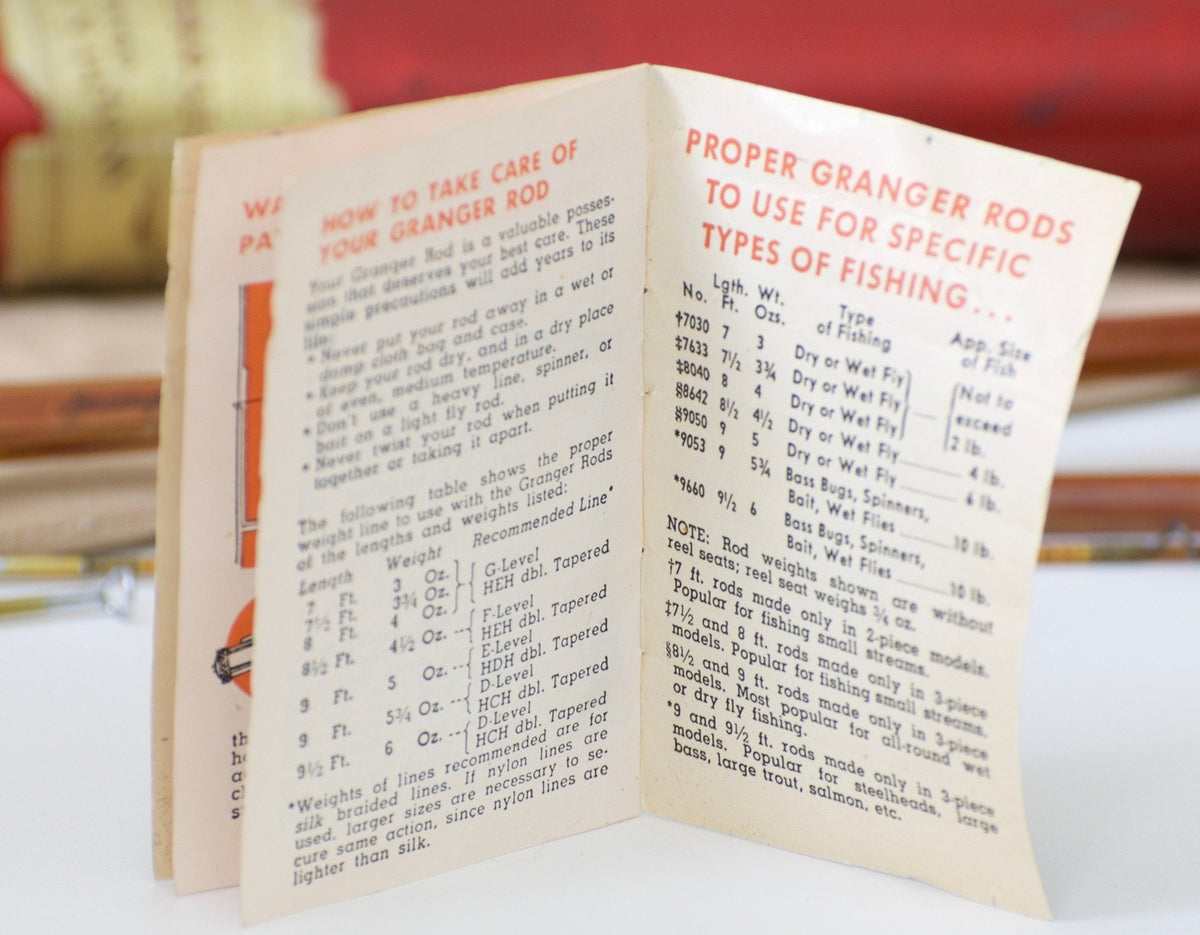 WA
PA
HOW TO TAKE CARE OF
YOUR GRANGER ROD
Your Granger Rod is a valuable posses-
sion that deserves your best care. These
simple precautions will add years to its
life:
* Never put your rod away in a wet or
damp cloth bag and case.
* Keep your rod dry, and in a dry place
of even, medium temperature.
* Don't use a heavy line, spinner, or
bait on a light fly rod.
* Never twist your rod when putting it
together or taking it apart.
The following table shows the proper
weight line to use with the Granger Rods
of the lengths and weights listed:
Length Weight Recommended Line*
7 Ft. 3 Oz. G-Level
7½ Ft. 3¾ Oz. HEH dbl. Tapered
8 Ft. 4 Oz.
8½ Ft. 4½ Oz. -- F-Level
HEH dbl. Tapered
9 Ft. 5 Oz. -- E-Level
HDH dbl. Tapered
9 Ft. 5¾ Oz. -- D-Level
HCH dbl. Tapered
9½ Ft. 6 Oz. -- D-Level
HCH dbl. Tapered
*Weights of lines recommended are for
silk braided lines. If nylon lines are
used, larger sizes are necessary to se-
cure same action, since nylon lines are
lighter than silk.
PROPER GRANGER RODS
TO USE FOR SPECIFIC
TYPES OF FISHING...
No. Lgth. Ft. Wt. Ozs. Type of Fishing App. Size of Fish
†7030 7 3 Dry or Wet Fly Not to
‡7633 7½ 3¾ Dry or Wet Fly exceed
‡8040 8 4 Dry or Wet Fly 2 lb.
§8642 8½ 4½ Dry or Wet Fly 4 lb.
§9050 9 5 Dry or Wet Fly 6 lb.
*9053 9 5¾ Bass Bugs, Spinners,
Bait, Wet Flies 10 lb.
*9660 9½ 6 Bass Bugs, Spinners,
Bait, Wet Flies 10 lb.
NOTE: Rod weights shown are without
reel seats; reel seat weighs ¾ oz.
†7 ft. rods made only in 2-piece models.
Popular for fishing small streams.
‡7½ and 8 ft. rods made only in 3-piece
models. Popular for fishing small streams.
§8½ and 9 ft. rods made only in 3-piece
models. Most popular for all-round wet
or dry fly fishing.
*9 and 9½ ft. rods made only in 3-piece
models. Popular for steelheads, large
bass, large trout, salmon, etc.